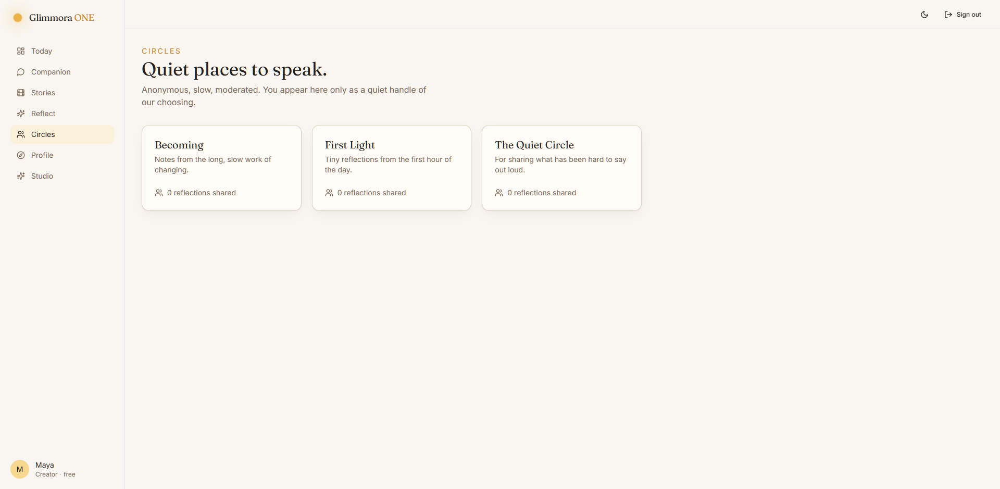 Glimmora ONE
Sign out
Today
Companion
Stories
Reflect
Circles
Profile
Studio
CIRCLES
Quiet places to speak.
Anonymous, slow, moderated. You appear here only as a quiet handle of
our choosing.
Becoming
Notes from the long, slow work of
changing.
0 reflections shared
First Light
Tiny reflections from the first hour of
the day.
0 reflections shared
The Quiet Circle
For sharing what has been hard to say
out loud.
0 reflections shared
M
Maya
Creator · free